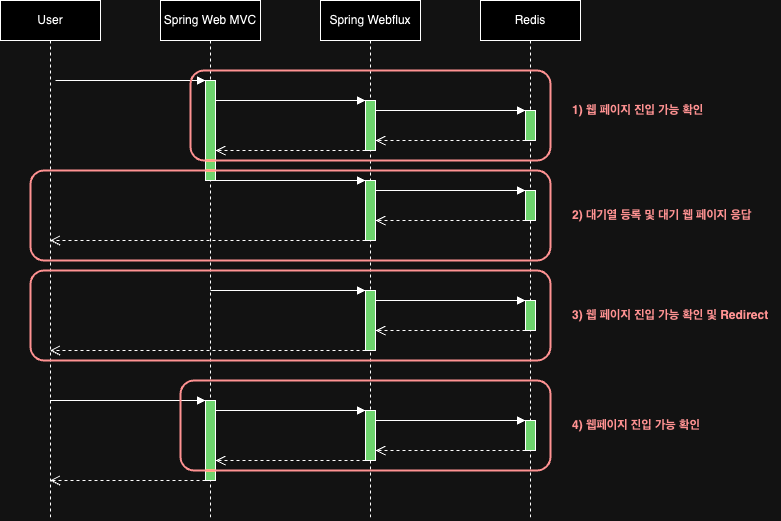 User
Spring Web MVC
Spring Webflux
Redis
1) 웹 페이지 진입 가능 확인
2) 대기열 등록 및 대기 웹 페이지 응답
3) 웹 페이지 진입 가능 확인 및 Redirect
4) 웹페이지 진입 가능 확인